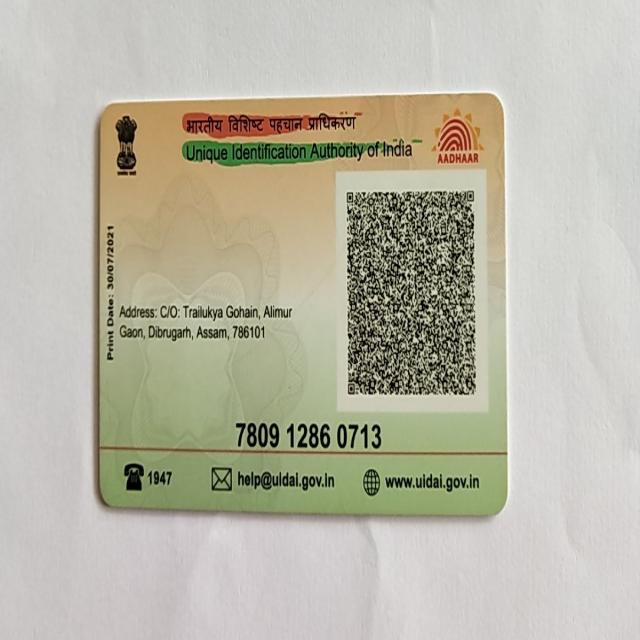 भारतीय विशिष्ट पहचान प्राधिकरण
Unique Identification Authority of India
AADHAAR
Print Date: 30/07/2021
Address: C/O: Trailukya Gohain, Alimur
Gaon, Dibrugarh, Assam, 786101
7809 1286 0713
1947
help@uidai.gov.in
www.uidai.gov.in